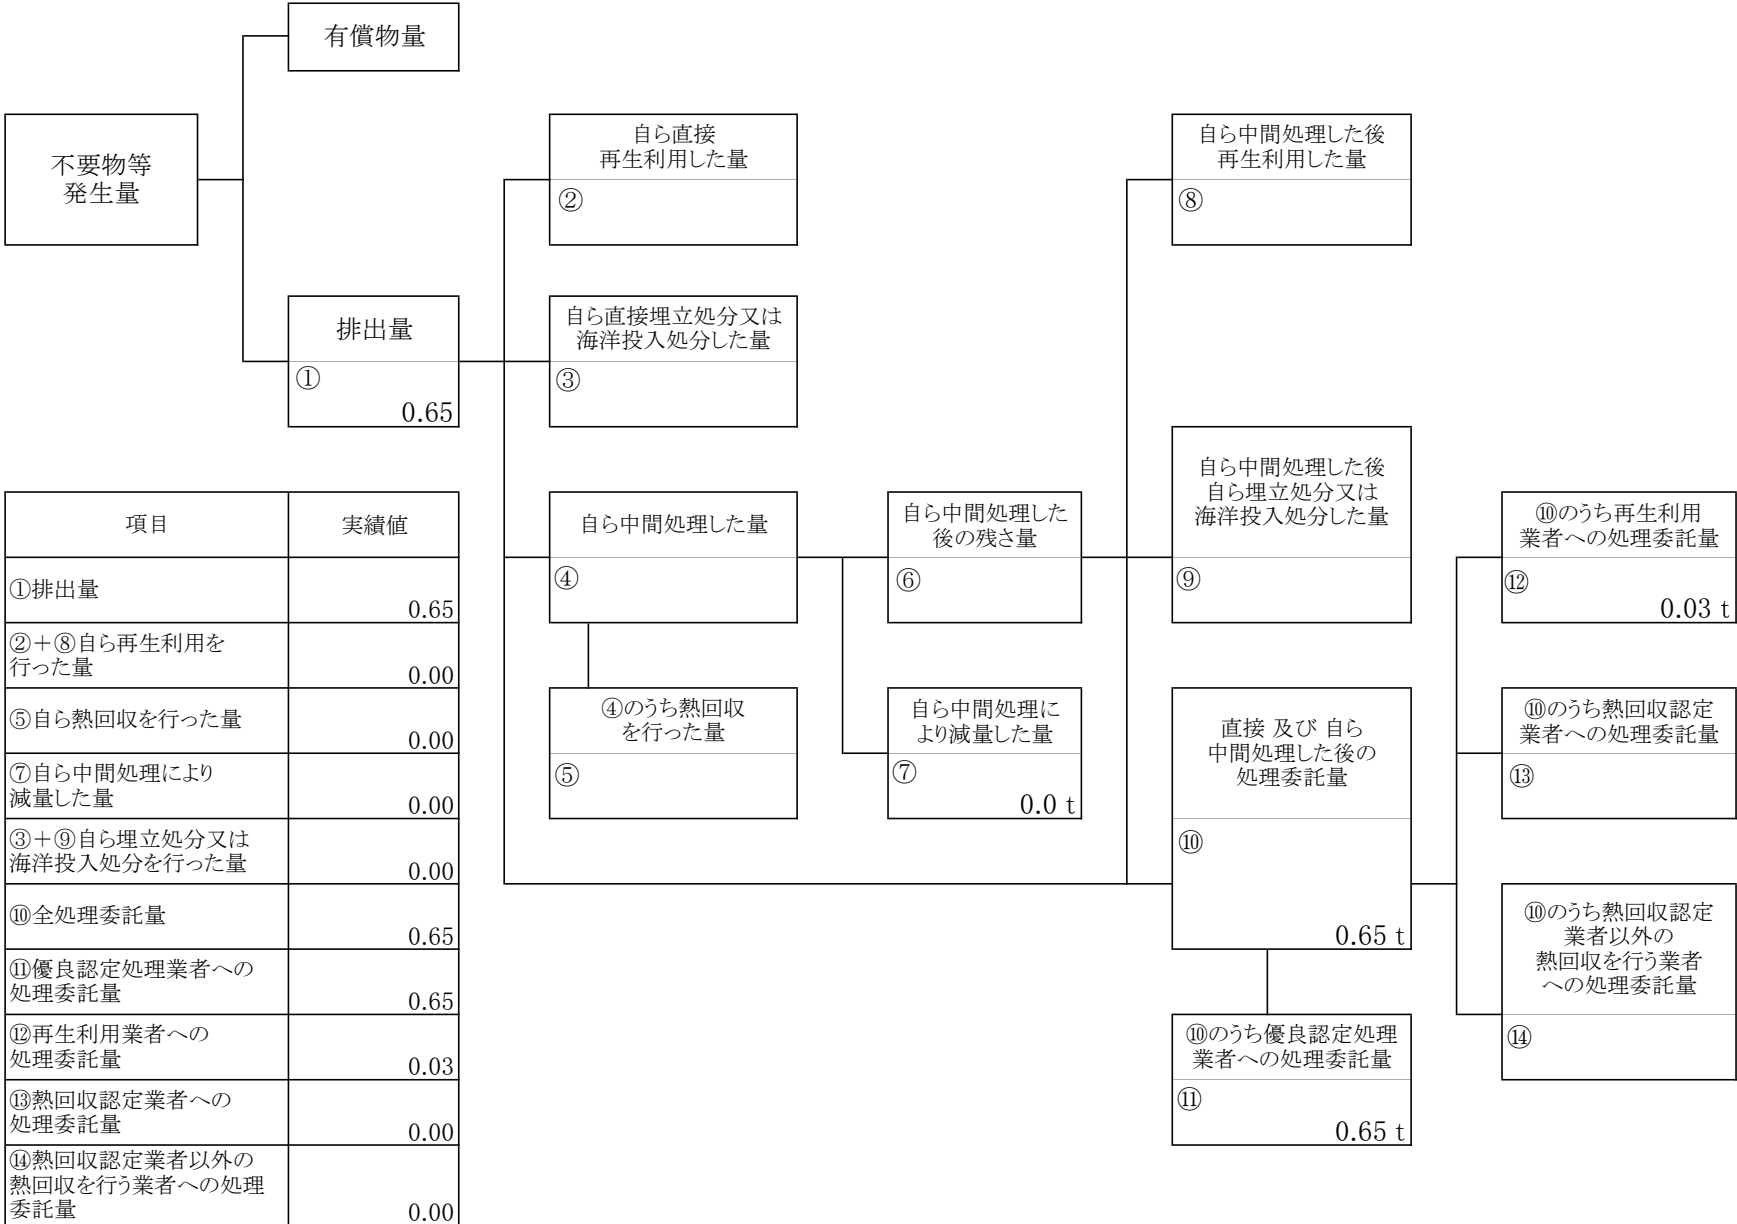 有償物量
不要物等
発生量
自ら直接
再生利用した量
②
自ら中間処理した後
再生利用した量
⑧
排出量
①
0.65
自ら直接埋立処分又は
海洋投入処分した量
③
自ら中間処理した量
④
自ら中間処理した
後の残さ量
⑥
自ら中間処理した後
自ら埋立処分又は
海洋投入処分した量
⑨
⑩のうち再生利用
業者への処理委託量
⑫
0.03 t
④のうち熱回収
を行った量
⑤
自ら中間処理に
より減量した量
⑦
0.0 t
直接 及び 自ら
中間処理した後の
処理委託量
⑩
0.65 t
⑩のうち熱回収認定
業者への処理委託量
⑬
⑩のうち熱回収認定
業者以外の
熱回収を行う業者
への処理委託量
⑭
⑩のうち優良認定処理
業者への処理委託量
⑪
0.65 t
項目 実績値
①排出量
0.65
②＋⑧自ら再生利用を
行った量
0.00
⑤自ら熱回収を行った量
0.00
⑦自ら中間処理により
減量した量
0.00
③＋⑨自ら埋立処分又は
海洋投入処分を行った量
0.00
⑩全処理委託量
0.65
⑪優良認定処理業者への
処理委託量
0.65
⑫再生利用業者への
処理委託量
0.03
⑬熱回収認定業者への
処理委託量
0.00
⑭熱回収認定業者以外の
熱回収を行う業者への処理
委託量
0.00